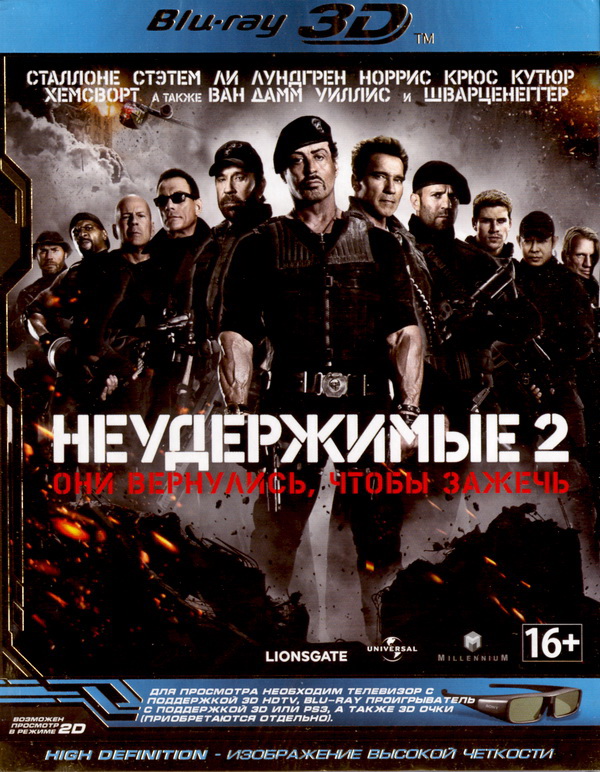 Blu-ray 3D™
СТАЛЛОНЕ СТЭТЕМ ЛИ ЛУНДГРЕН НОРРИС КРЮС КУТЮР
ХЕМСВОРТ А ТАКЖЕ ВАН ДАММ УИЛЛИС И ШВАРЦЕНЕГГЕР
НЕУДЕРЖИМЫЕ 2
ОНИ ВЕРНУЛИСЬ, ЧТОБЫ ЗАЖЕЧЬ
LIONSGATE
UNIVERSAL
MILLENNIUM
16+
ДЛЯ ПРОСМОТРА НЕОБХОДИМ ТЕЛЕВИЗОР С
ПОДДЕРЖКОЙ 3D HDTV, BLU-RAY ПРОИГРЫВАТЕЛЬ
С ПОДДЕРЖКОЙ 3D ИЛИ PS3, А ТАКЖЕ 3D ОЧКИ
(ПРИОБРЕТАЮТСЯ ОТДЕЛЬНО).
ВОЗМОЖЕН
ПРОСМОТР
В РЕЖИМЕ 2D
HIGH DEFINITION - ИЗОБРАЖЕНИЕ ВЫСОКОЙ ЧЕТКОСТИ